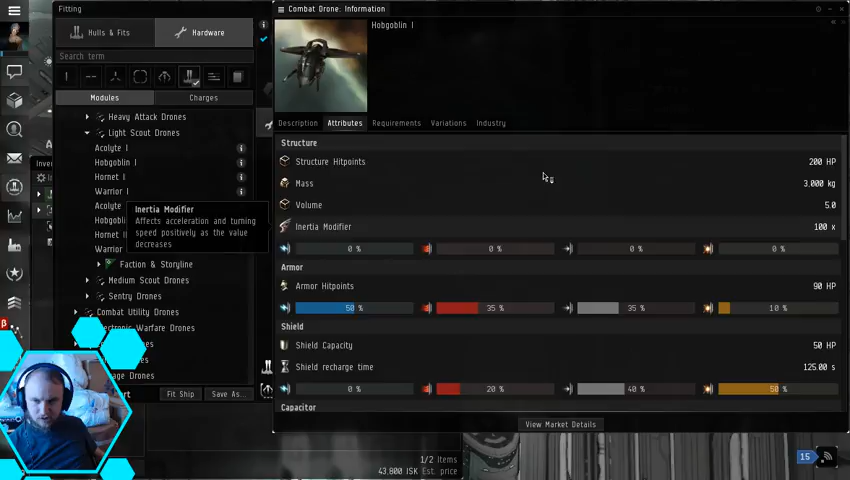 Fitting
Hulls & Fits
Hardware
Search term
Modules
Charges
Heavy Attack Drones
Light Scout Drones
Acolyte I
Hobgoblin I
Hornet I
Warrior I
Acolyte
Hobgobli
Hornet
Warrior
Faction & Storyline
Medium Scout Drones
Sentry Drones
Combat Utility Drones
ectronic Warfare Drones
Fit Ship
Save As...
Inertia Modifier
Affects acceleration and turning
speed positively as the value
decreases
Combat Drone: Information
Hobgoblin I
Description
Attributes
Requirements
Variations
Industry
Structure
Structure Hitpoints
200 HP
Mass
3,000 kg
Volume
5.0
Inertia Modifier
100 x
0 %
0 %
0 %
0 %
Armor
Armor Hitpoints
90 HP
50 %
35 %
35 %
10 %
Shield
Shield Capacity
50 HP
Shield recharge time
125.00 s
0 %
20 %
40 %
50 %
Capacitor
View Market Details
1/2 Items
43,800 ISK Est. price
15
β